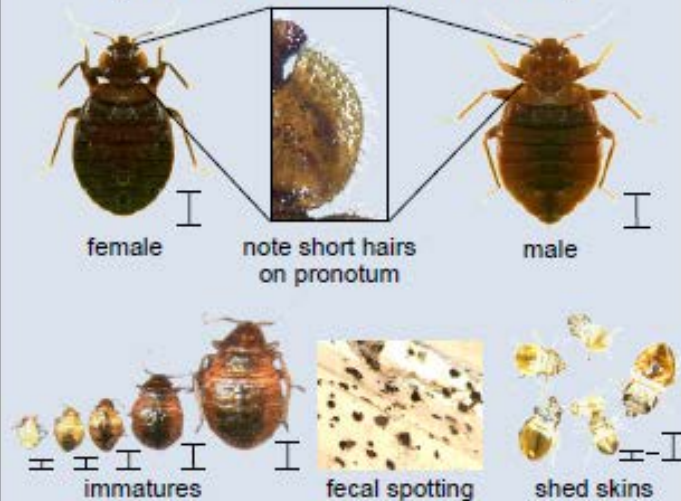 female
note short hairs
on pronotum
male
immatures
fecal spotting
shed skins